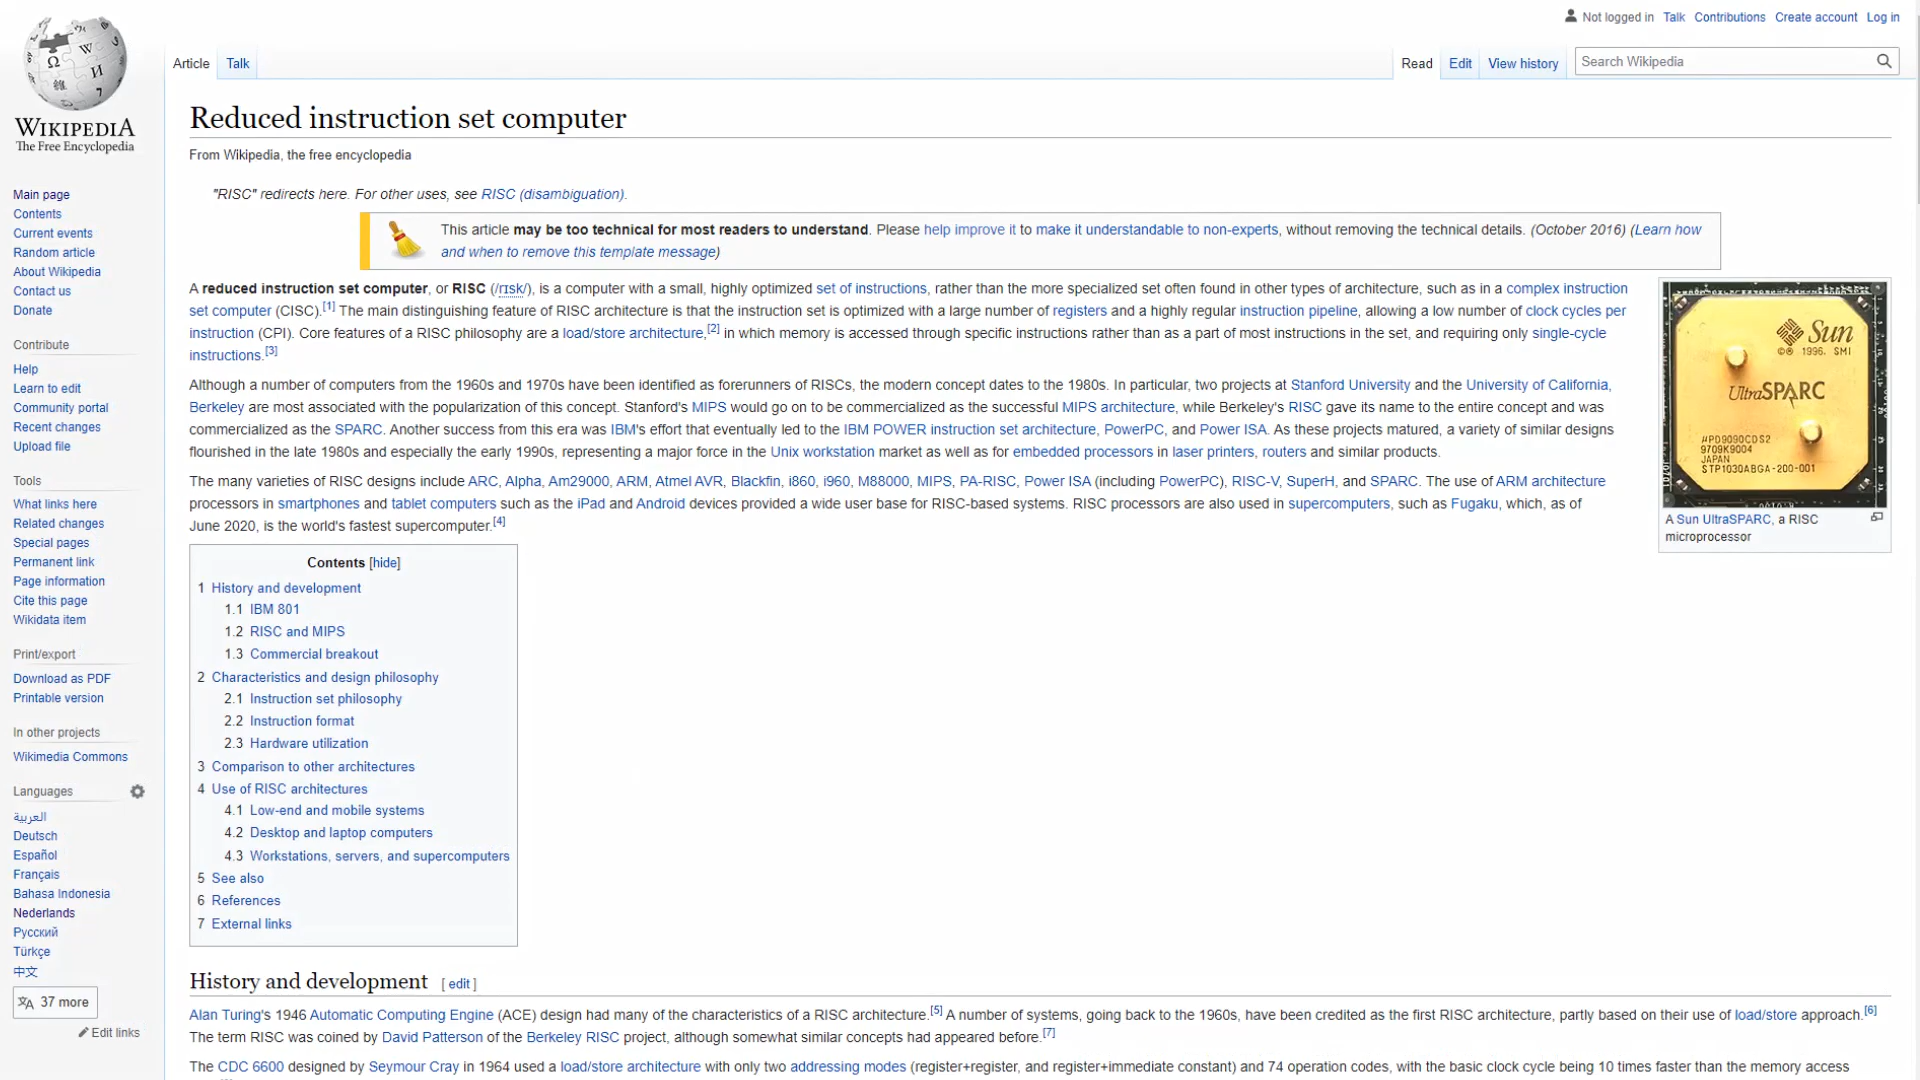 Not logged in Talk Contributions Create account Log in
Article Talk Read Edit View history Search Wikipedia
WIKIPEDIA
The Free Encyclopedia
Main page
Contents
Current events
Random article
About Wikipedia
Contact us
Donate
Contribute
Help
Learn to edit
Community portal
Recent changes
Upload file
Tools
What links here
Related changes
Special pages
Permanent link
Page information
Cite this page
Wikidata item
Print/export
Download as PDF
Printable version
In other projects
Wikimedia Commons
Languages
العربية
Deutsch
Español
Français
Bahasa Indonesia
Nederlands
Русский
Türkçe
中文
37 more
Edit links
Reduced instruction set computer
From Wikipedia, the free encyclopedia
"RISC" redirects here. For other uses, see RISC (disambiguation).
This article may be too technical for most readers to understand. Please help improve it to make it understandable to non-experts, without removing the technical details. (October 2016) (Learn how
and when to remove this template message)
A reduced instruction set computer, or RISC (/rɪsk/), is a computer with a small, highly optimized set of instructions, rather than the more specialized set often found in other types of architecture, such as in a complex instruction
set computer (CISC).[1] The main distinguishing feature of RISC architecture is that the instruction set is optimized with a large number of registers and a highly regular instruction pipeline, allowing a low number of clock cycles per
instruction (CPI). Core features of a RISC philosophy are a load/store architecture,[2] in which memory is accessed through specific instructions rather than as a part of most instructions in the set, and requiring only single-cycle
instructions.[3]
Although a number of computers from the 1960s and 1970s have been identified as forerunners of RISCs, the modern concept dates to the 1980s. In particular, two projects at Stanford University and the University of California,
Berkeley are most associated with the popularization of this concept. Stanford's MIPS would go on to be commercialized as the successful MIPS architecture, while Berkeley's RISC gave its name to the entire concept and was
commercialized as the SPARC. Another success from this era was IBM's effort that eventually led to the IBM POWER instruction set architecture, PowerPC, and Power ISA. As these projects matured, a variety of similar designs
flourished in the late 1980s and especially the early 1990s, representing a major force in the Unix workstation market as well as for embedded processors in laser printers, routers and similar products.
The many varieties of RISC designs include ARC, Alpha, Am29000, ARM, Atmel AVR, Blackfin, i860, i960, M88000, MIPS, PA-RISC, Power ISA (including PowerPC), RISC-V, SuperH, and SPARC. The use of ARM architecture
processors in smartphones and tablet computers such as the iPad and Android devices provided a wide user base for RISC-based systems. RISC processors are also used in supercomputers, such as Fugaku, which, as of
June 2020, is the world's fastest supercomputer.[4]
Sun
©® 1996. SMI
UltraSPARC
µPD9090CDS2
9709K9004
JAPAN
STP1030ABGA-200-001
A Sun UltraSPARC, a RISC
microprocessor
Contents [hide]
1 History and development
1.1 IBM 801
1.2 RISC and MIPS
1.3 Commercial breakout
2 Characteristics and design philosophy
2.1 Instruction set philosophy
2.2 Instruction format
2.3 Hardware utilization
3 Comparison to other architectures
4 Use of RISC architectures
4.1 Low-end and mobile systems
4.2 Desktop and laptop computers
4.3 Workstations, servers, and supercomputers
5 See also
6 References
7 External links
History and development [ edit ]
Alan Turing's 1946 Automatic Computing Engine (ACE) design had many of the characteristics of a RISC architecture.[5] A number of systems, going back to the 1960s, have been credited as the first RISC architecture, partly based on their use of load/store approach.[6]
The term RISC was coined by David Patterson of the Berkeley RISC project, although somewhat similar concepts had appeared before.[7]
The CDC 6600 designed by Seymour Cray in 1964 used a load/store architecture with only two addressing modes (register+register, and register+immediate constant) and 74 operation codes, with the basic clock cycle being 10 times faster than the memory access